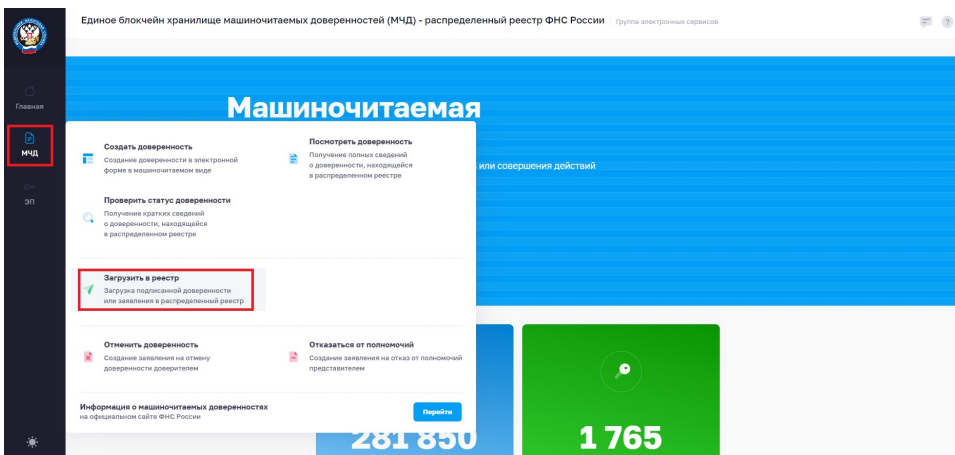 Единое блокчейн хранилище машиночитаемых доверенностей (МЧД) - распределенный реестр ФНС России Группа электронных сервисов
Главная
МЧД
ЭП
Машиночитаемая
или совершения действий
Создать доверенность
Создание доверенности в электронной
форме в машиночитаемом виде
Посмотреть доверенность
Получение полных сведений
о доверенности, находящейся
в распределенном реестре
Проверить статус доверенности
Получение кратких сведений
о доверенности, находящейся
в распределенном реестре
Загрузить в реестр
Загрузка подписанной доверенности
или заявления в распределенный реестр
Отменить доверенность
Создание заявления на отмену
доверенности доверителем
Отказаться от полномочий
Создание заявления на отказ от полномочий
представителем
Информация о машиночитаемых доверенностях
на официальном сайте ФНС России
Перейти
281 850
1 765